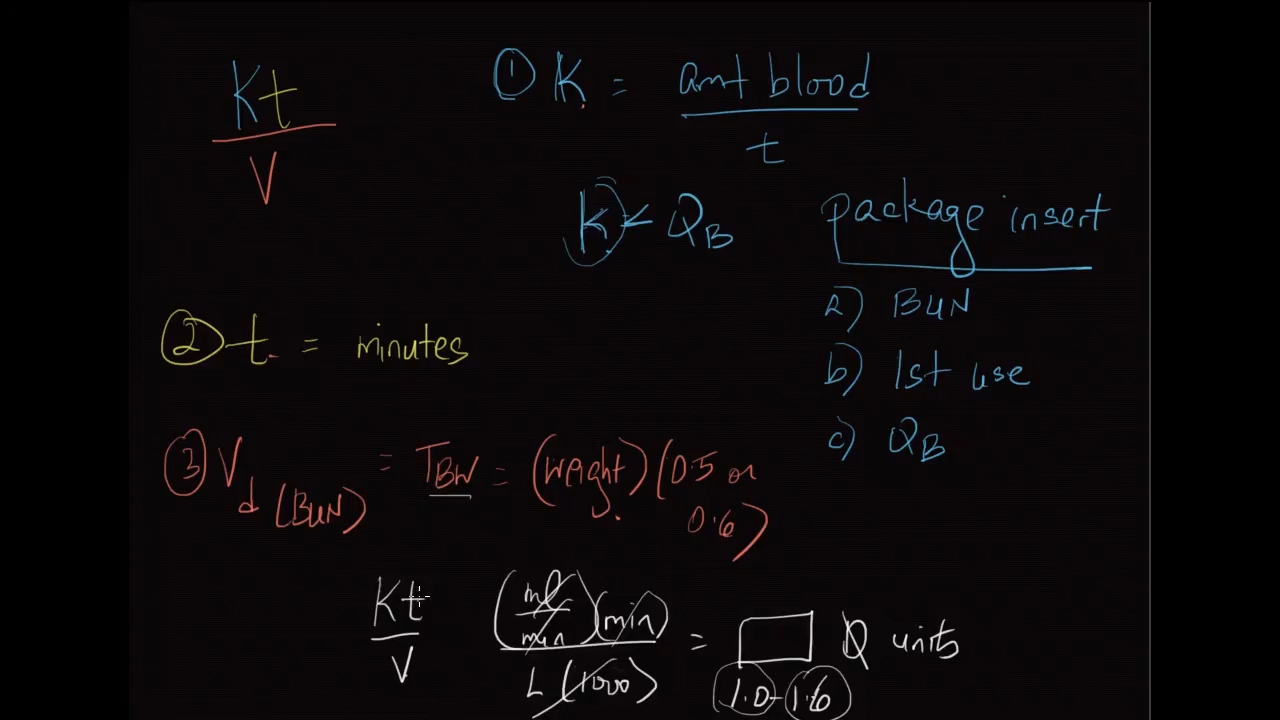 Kt
V
① K = amt blood
t
K < QB
package insert
a) BUN
b) 1st use
c) QB
② t = minutes
③ Vd (BUN) = TBW = (weight) (0.5 or
0.6)
Kt
V
(ml
min) (min)
L (1000)
= units
1.0-1.6